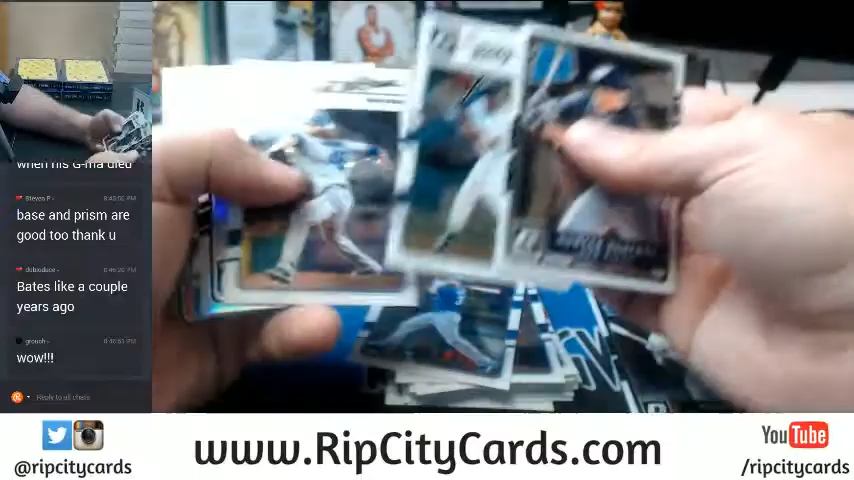 when his G-ma died
Steven P
base and prism are
good too thank u
Bates like a couple
years ago
grouch
wow!!!
Reply to all chats
www.RipCityCards.com
@ripcitycards
YouTube
/ripcitycards